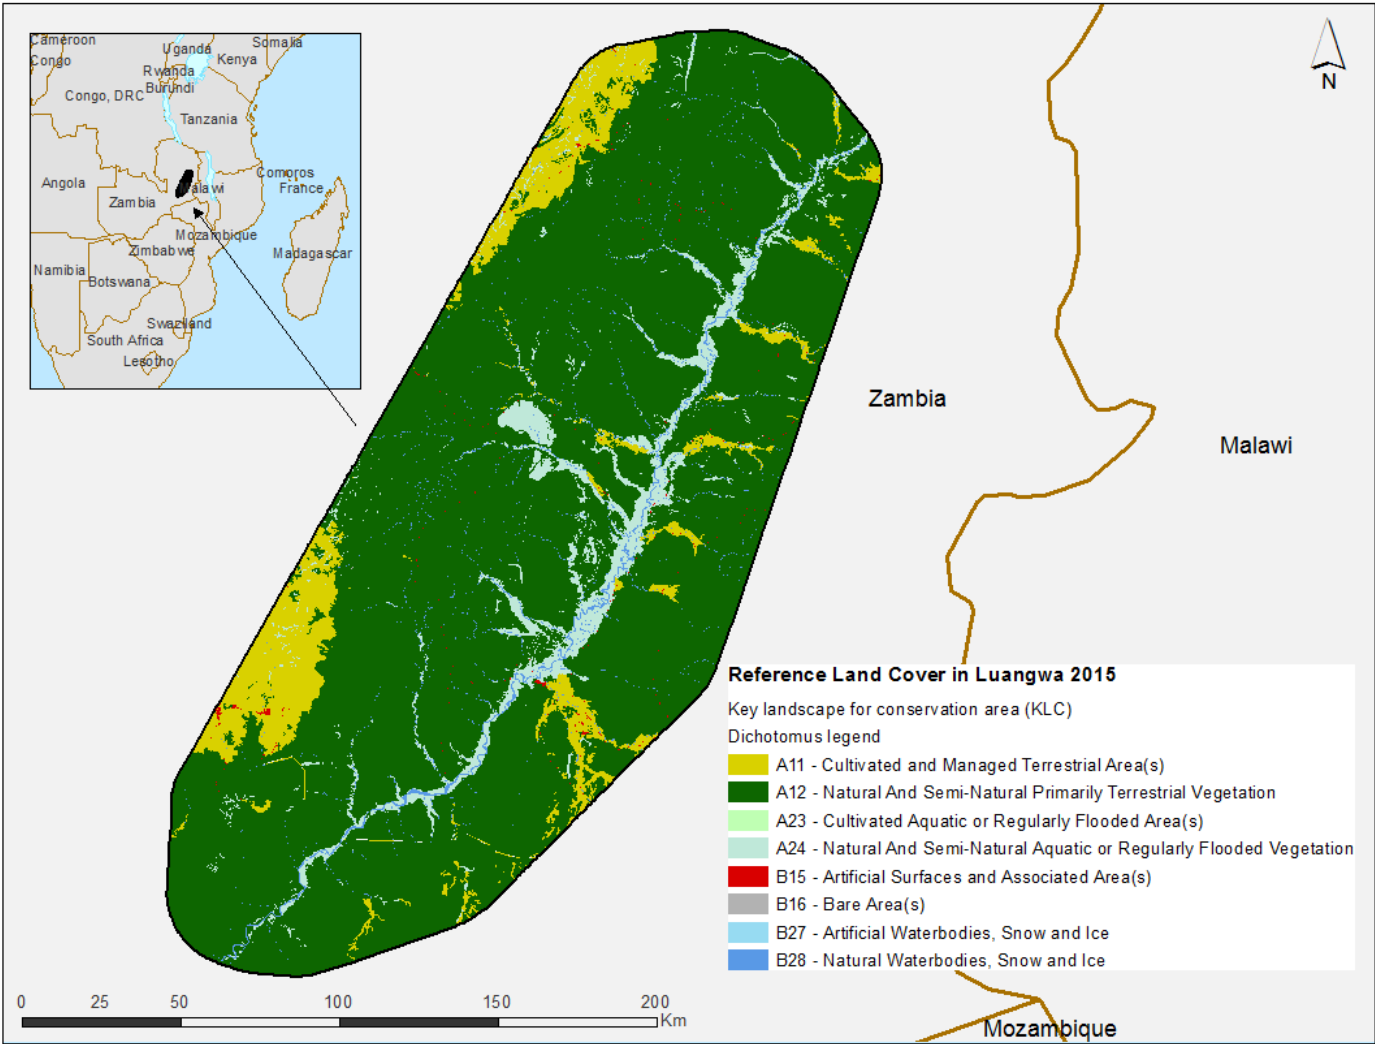 Cameroon
Somalia
Uganda
Congo
Kenya
Rwanda
Burundi
Congo, DRC
Tanzania
Comoros
Angola
Malawi
France
Zambia
Mozambique
Zimbabwe
Madagascar
Namibia
Botswana
Swaziland
South Africa
Lesotho
N
Zambia
Malawi
Reference Land Cover in Luangwa 2015
Key landscape for conservation area (KLC)
Dichotomus legend
A11 - Cultivated and Managed Terrestrial Area(s)
A12 - Natural And Semi-Natural Primarily Terrestrial Vegetation
A23 - Cultivated Aquatic or Regularly Flooded Area(s)
A24 - Natural And Semi-Natural Aquatic or Regularly Flooded Vegetation
B15 - Artificial Surfaces and Associated Area(s)
B16 - Bare Area(s)
B27 - Artificial Waterbodies, Snow and Ice
B28 - Natural Waterbodies, Snow and Ice
0 25 50 100 150 200
Km
Mozambique